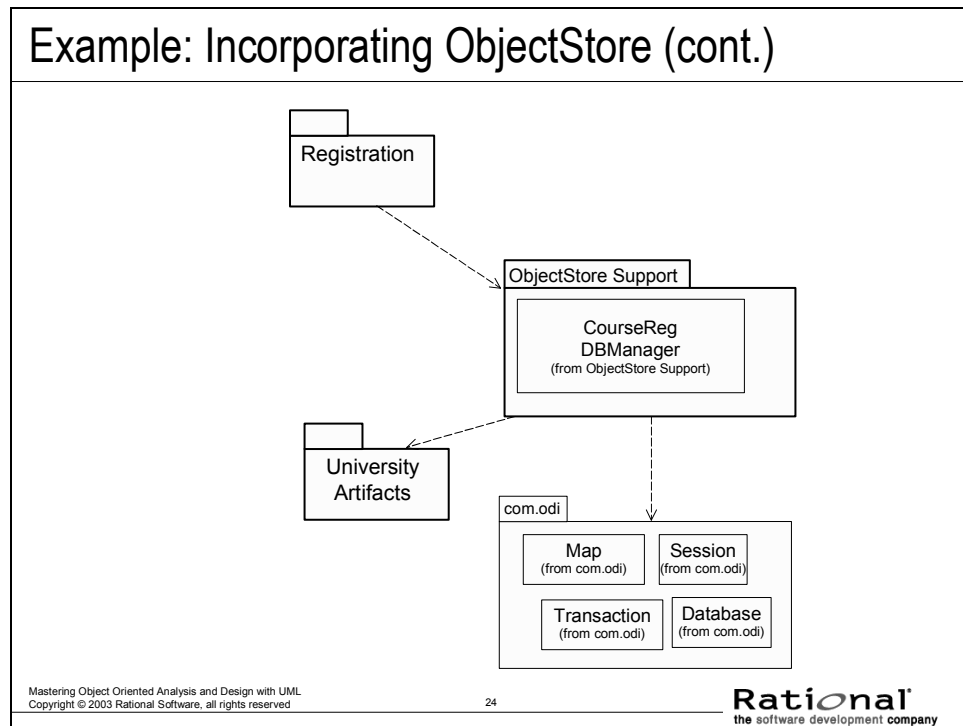 Example: Incorporating ObjectStore (cont.)
Registration
ObjectStore Support
CourseReg
DBManager
(from ObjectStore Support)
University
Artifacts
com.odi
Map
(from com.odi)
Session
(from com.odi)
Transaction
(from com.odi)
Database
(from com.odi)
Mastering Object Oriented Analysis and Design with UML
Copyright © 2003 Rational Software, all rights reserved
24
Rational
the software development company